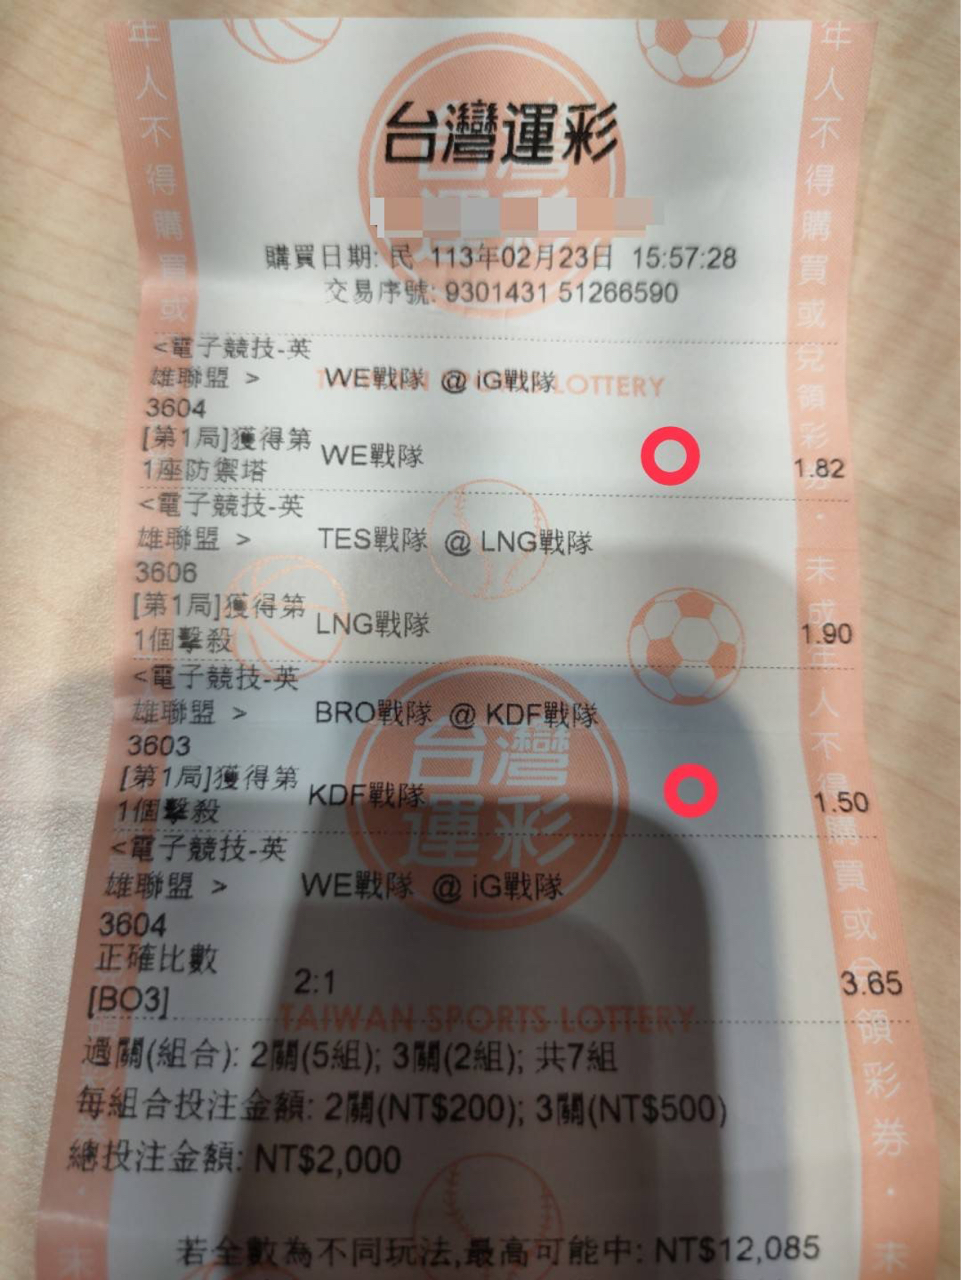 台灣運彩
購買日期: 民 113年02月23日 15:57:28
交易序號: 9301431 51266590
<電子競技-英
雄聯盟 > WE戰隊 @ iG戰隊
3604
[第1局]獲得第
1座防禦塔 WE戰隊 1.82
<電子競技-英
雄聯盟 > TES戰隊 @ LNG戰隊
3606
[第1局]獲得第
1個擊殺 LNG戰隊 1.90
<電子競技-英
雄聯盟 > BRO戰隊 @ KDF戰隊
3603
[第1局]獲得第
1個擊殺 KDF戰隊 1.50
<電子競技-英
雄聯盟 > WE戰隊 @ iG戰隊
3604
正確比數
[BO3] 2:1 3.65
TAIWAN SPORTS LOTTERY
過關(組合): 2關(5組); 3關(2組); 共7組
每組合投注金額: 2關(NT$200); 3關(NT$500)
總投注金額: NT$2,000
若全數為不同玩法,最高可能中: NT$12,085
年人不得購買或
年人不得購買或兌領彩券・未成年人不得購買或兌領彩券・未